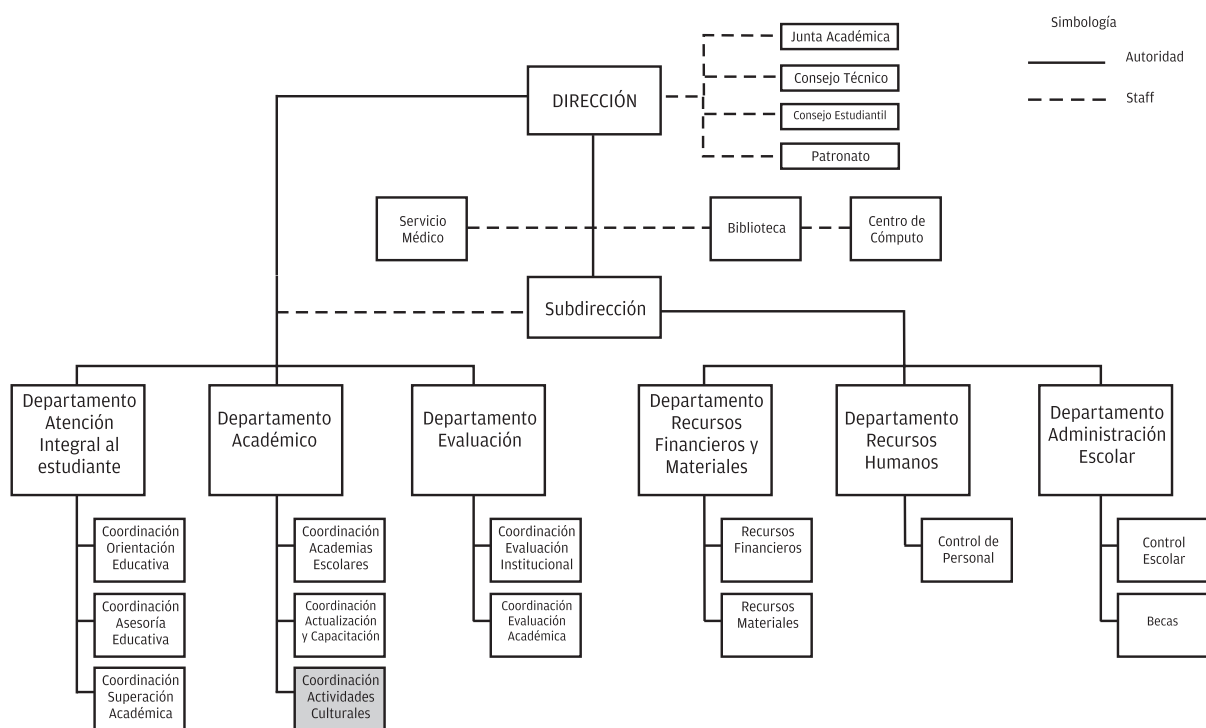 Simbología
Autoridad
Staff
Junta Académica
Consejo Técnico
Consejo Estudiantil
Patronato
DIRECCIÓN
Servicio
Médico
Biblioteca
Centro de
Cómputo
Subdirección
Departamento
Atención
Integral al
estudiante
Departamento
Académico
Departamento
Evaluación
Departamento
Recursos
Financieros y
Materiales
Departamento
Recursos
Humanos
Departamento
Administración
Escolar
Coordinación
Orientación
Educativa
Coordinación
Asesoría
Educativa
Coordinación
Superación
Académica
Coordinación
Academias
Escolares
Coordinación
Actualización
y Capacitación
Coordinación
Actividades
Culturales
Coordinación
Evaluación
Institucional
Coordinación
Evaluación
Académica
Recursos
Financieros
Recursos
Materiales
Control de
Personal
Control
Escolar
Becas